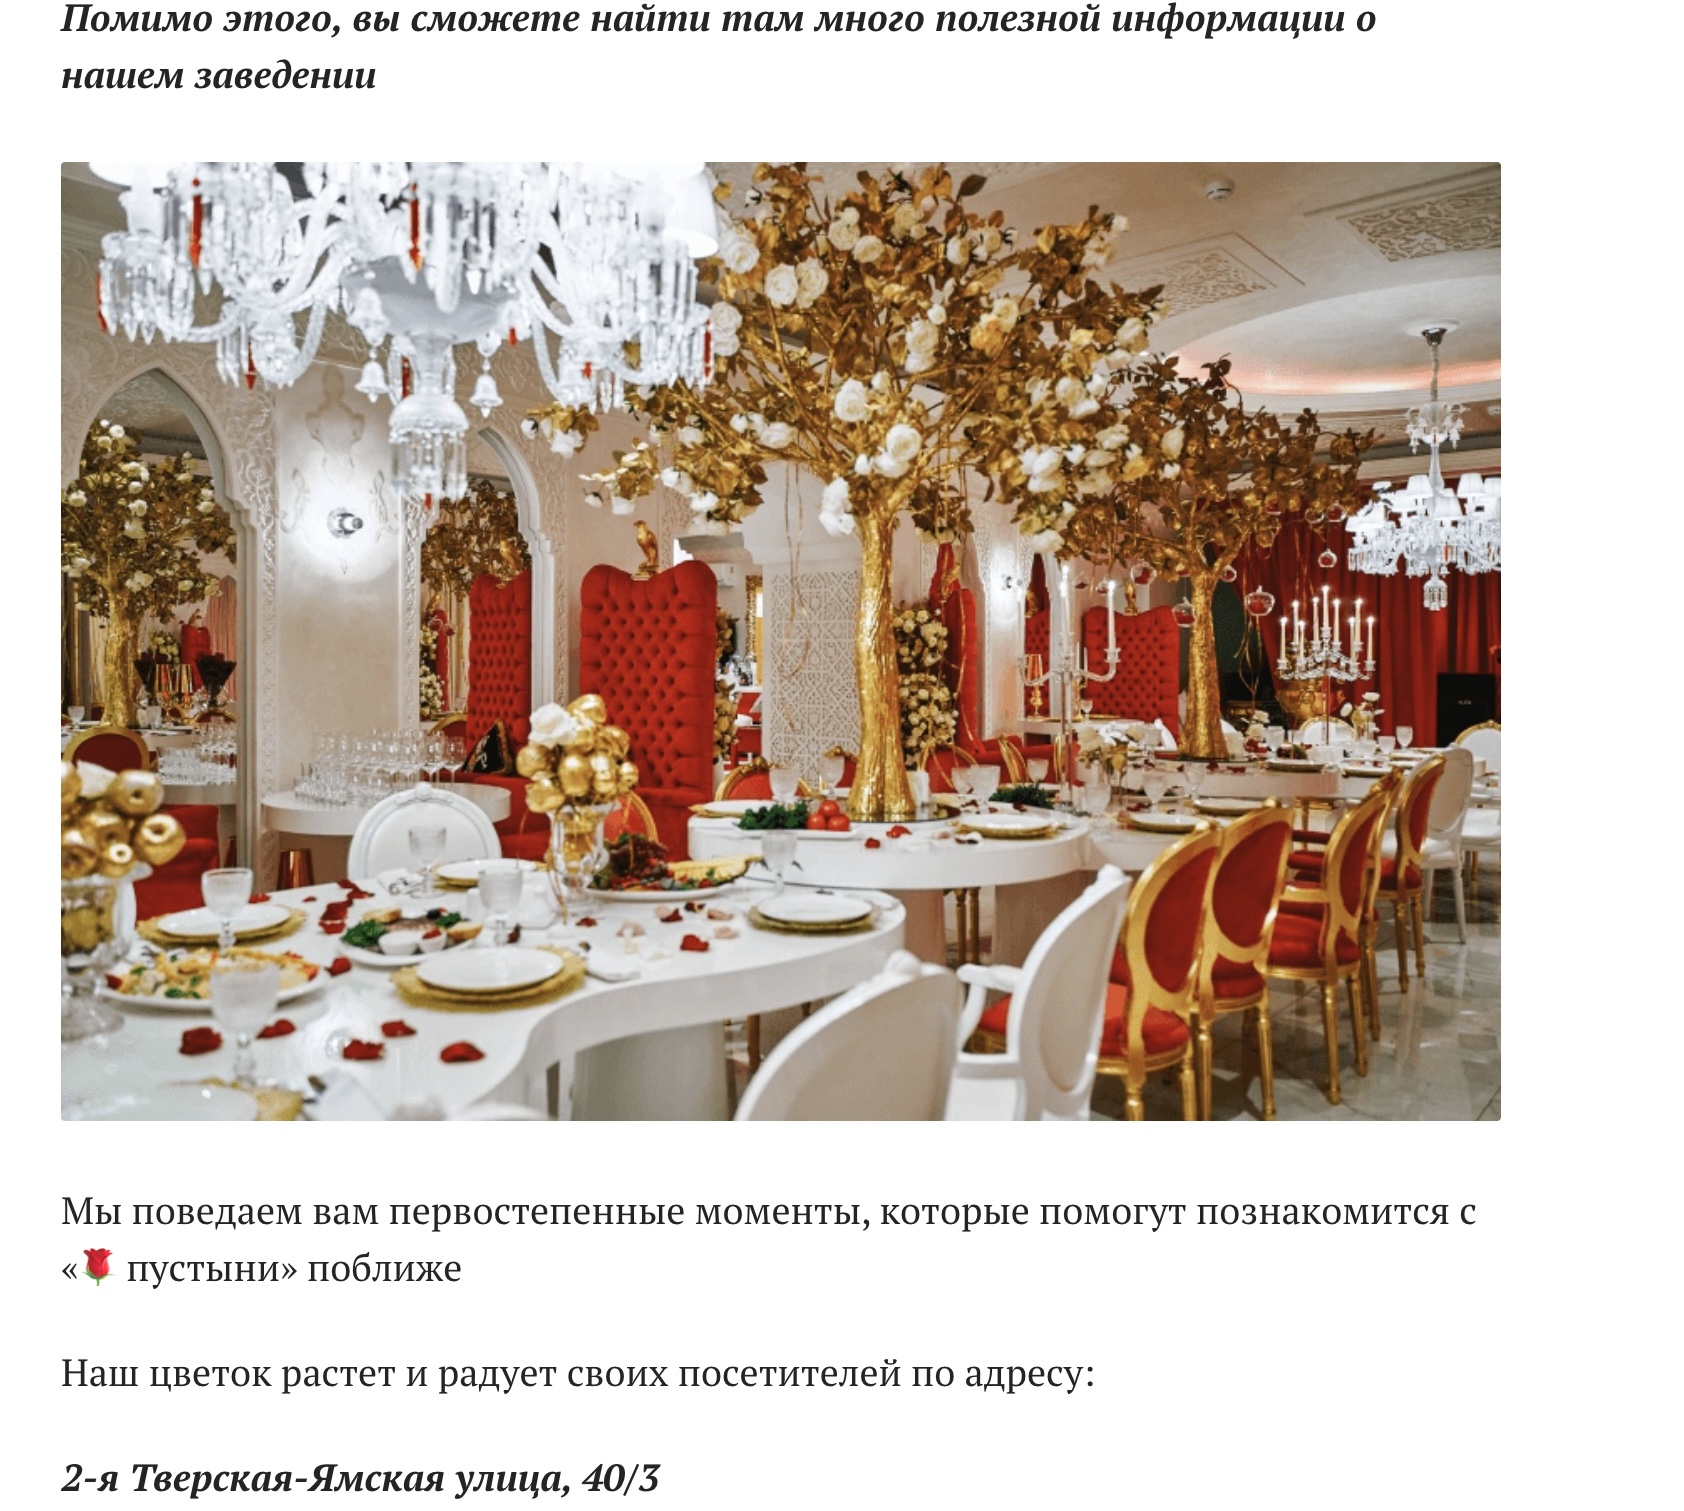 Помимо этого, вы сможете найти там много полезной информации о
нашем заведении
Мы поведаем вам первостепенные моменты, которые помогут познакомится с
«🌹 пустыни» поближе
Наш цветок растет и радует своих посетителей по адресу:
2-я Тверская-Ямская улица, 40/3